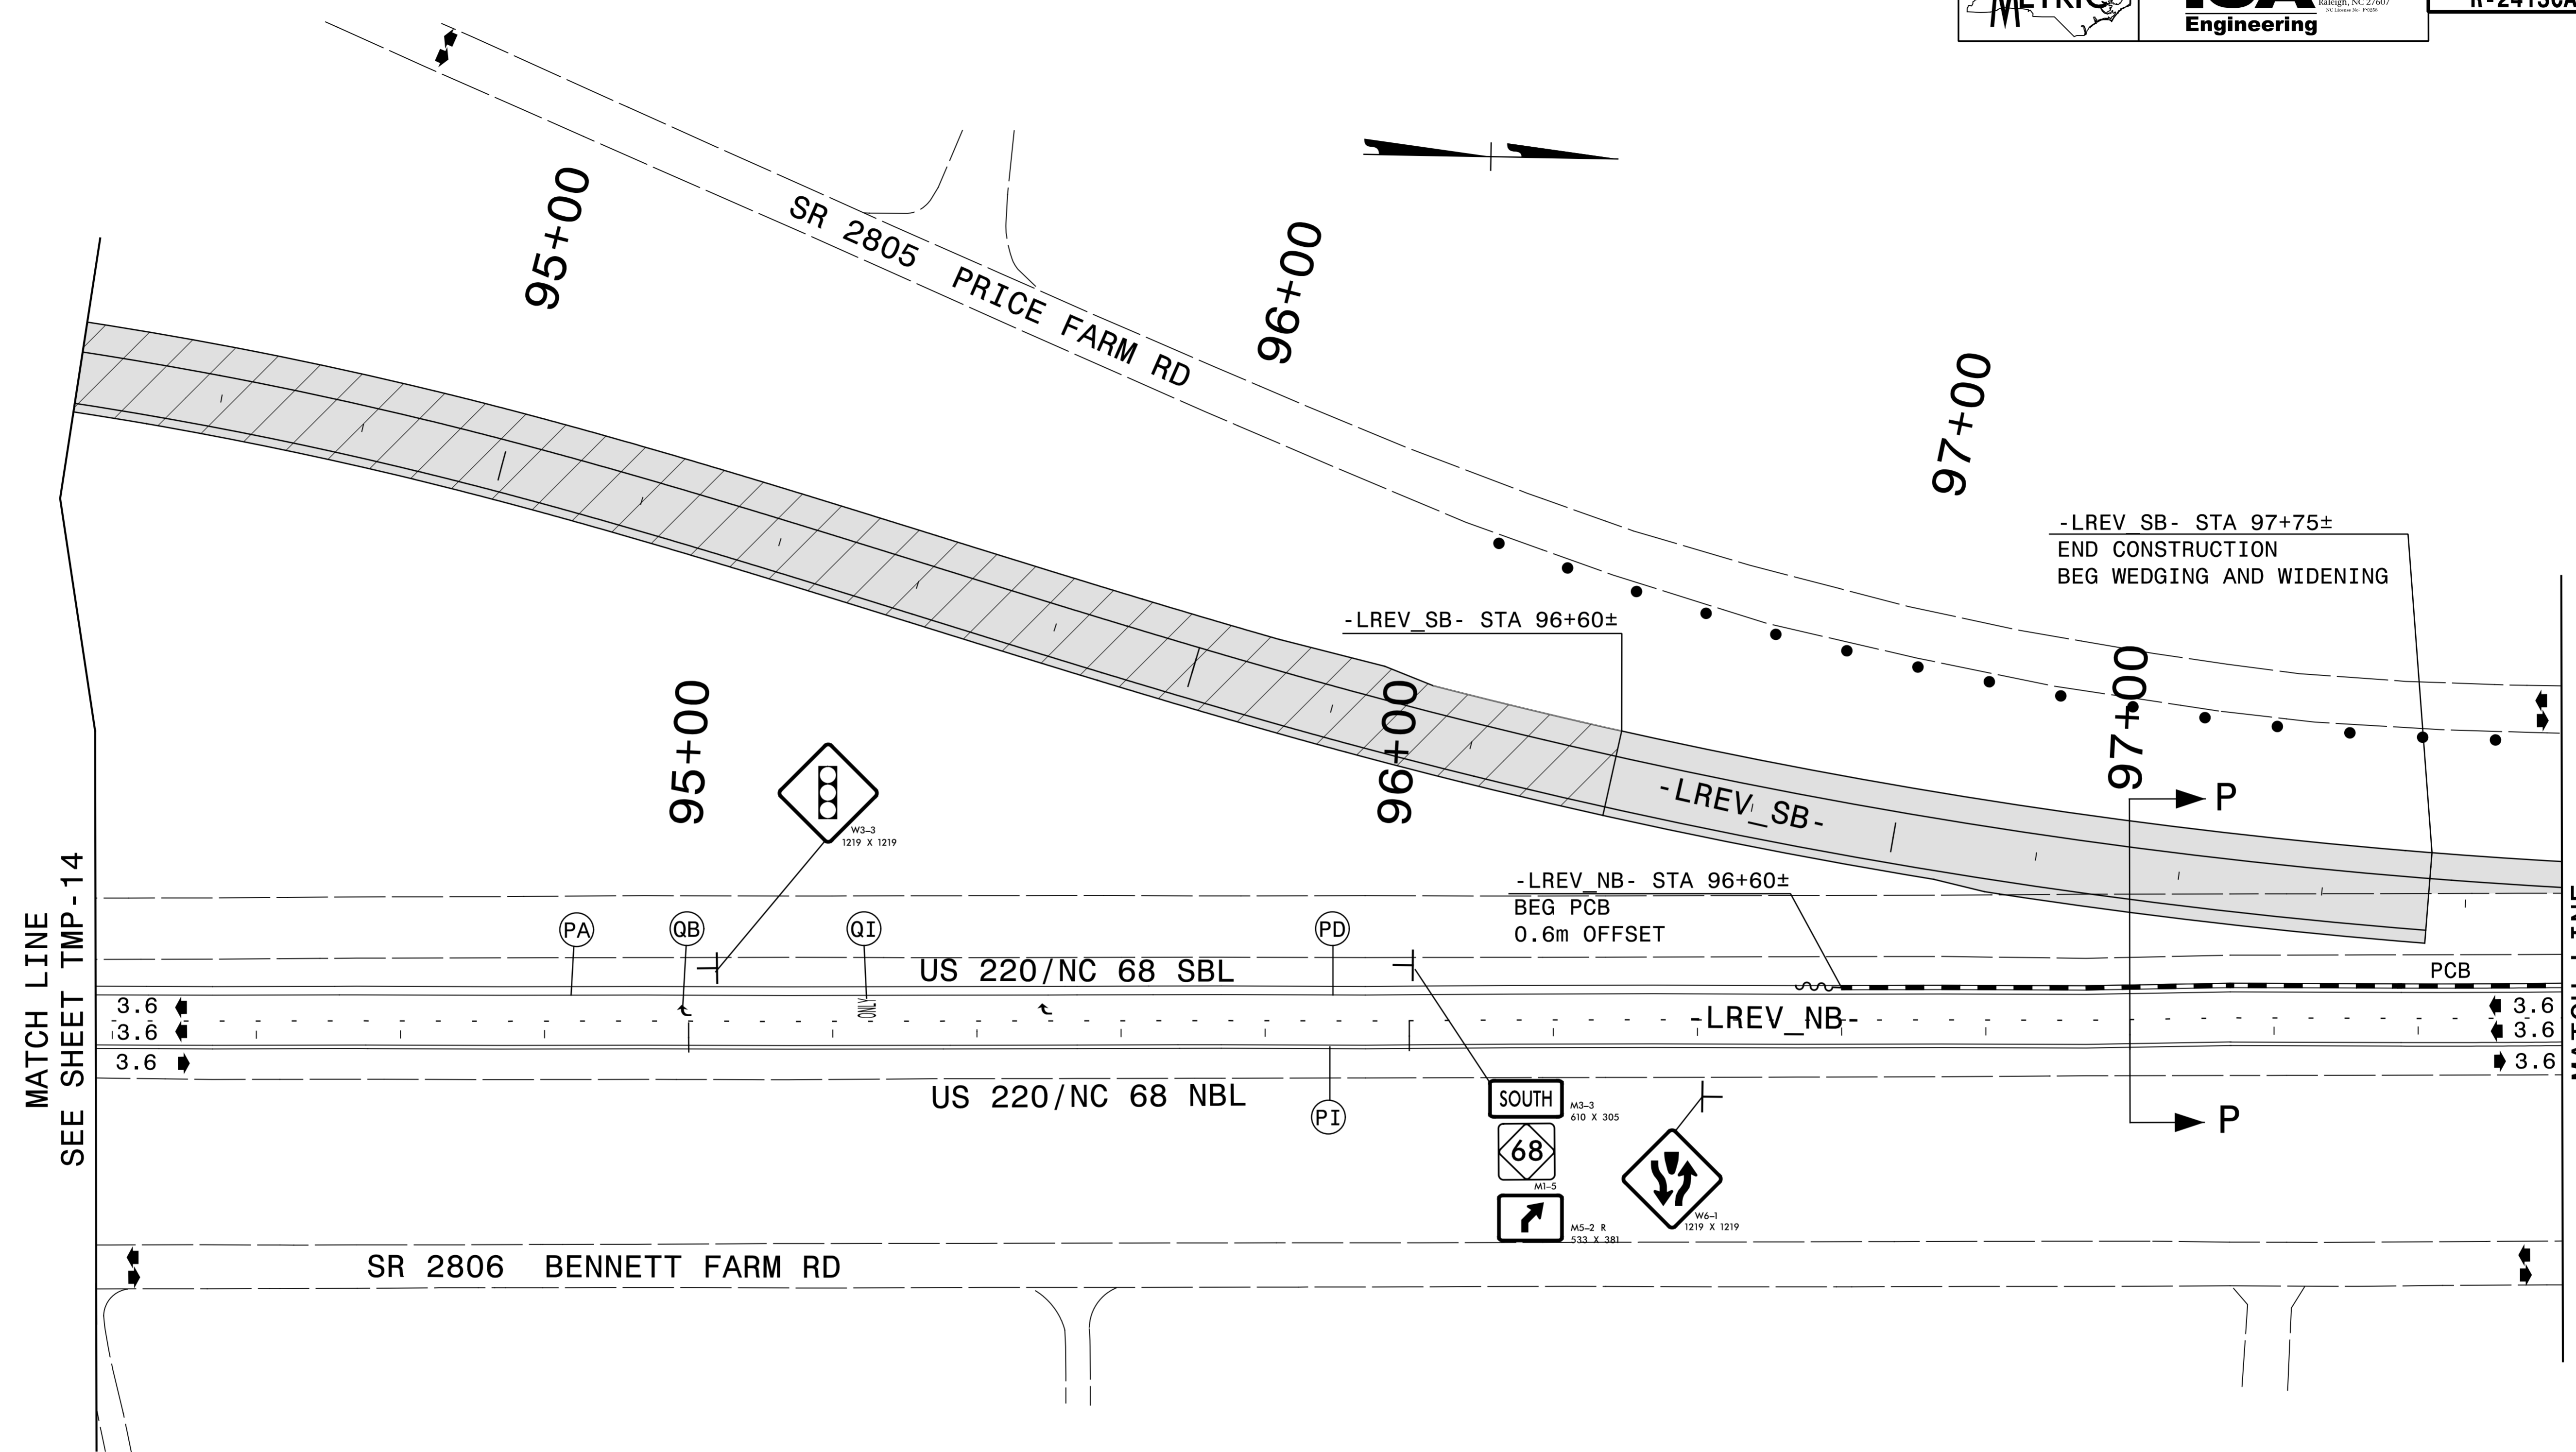 METRIC
Raleigh, NC 27607
Engineering
95+00
96+00
97+00
SR 2805 PRICE FARM RD
-LREV_SB- STA 97+75±
END CONSTRUCTION
BEG WEDGING AND WIDENING
-LREV_SB- STA 96+60±
95+00
96+00
97+00
-LREV_SB-
W3-3
1219 X 1219
P
-LREV_NB- STA 96+60±
BEG PCB
0.6m OFFSET
MATCH LINE
SEE SHEET TMP-14
PA
QB
QI
PD
US 220/NC 68 SBL
PCB
3.6
3.6
3.6
ONLY
-LREV_NB-
3.6
3.6
3.6
US 220/NC 68 NBL
PI
SOUTH
M3-3
610 X 305
68
M1-5
M5-2 R
533 X 381
W6-1
1219 X 1219
P
SR 2806 BENNETT FARM RD